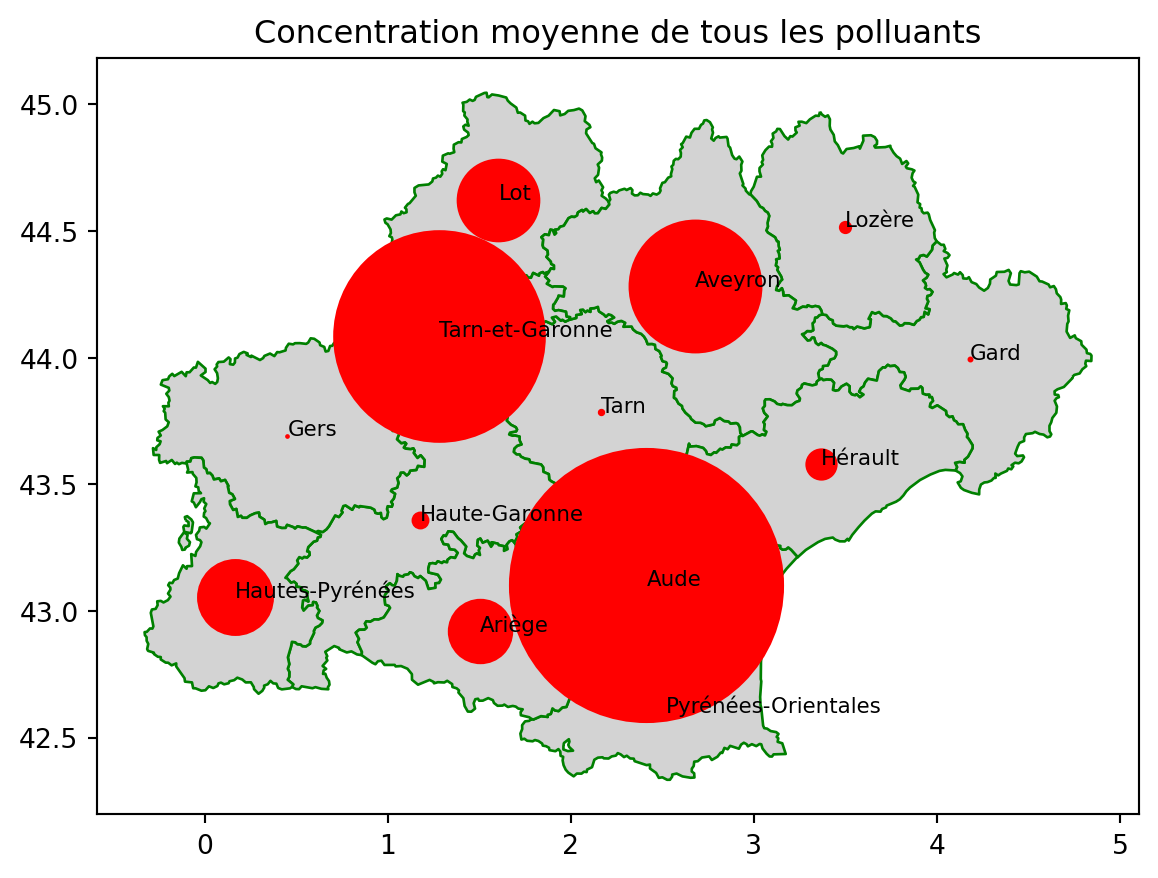 Concentration moyenne de tous les polluants
45.0
44.5
44.0
43.5
43.0
42.5
Lot
Lozère
Aveyron
Tarn-et-Garonne
Gard
Tarn
Gers
Hérault
Haute-Garonne
Aude
Hautes-Pyrénées
Ariège
Pyrénées-Orientales
0 1 2 3 4 5